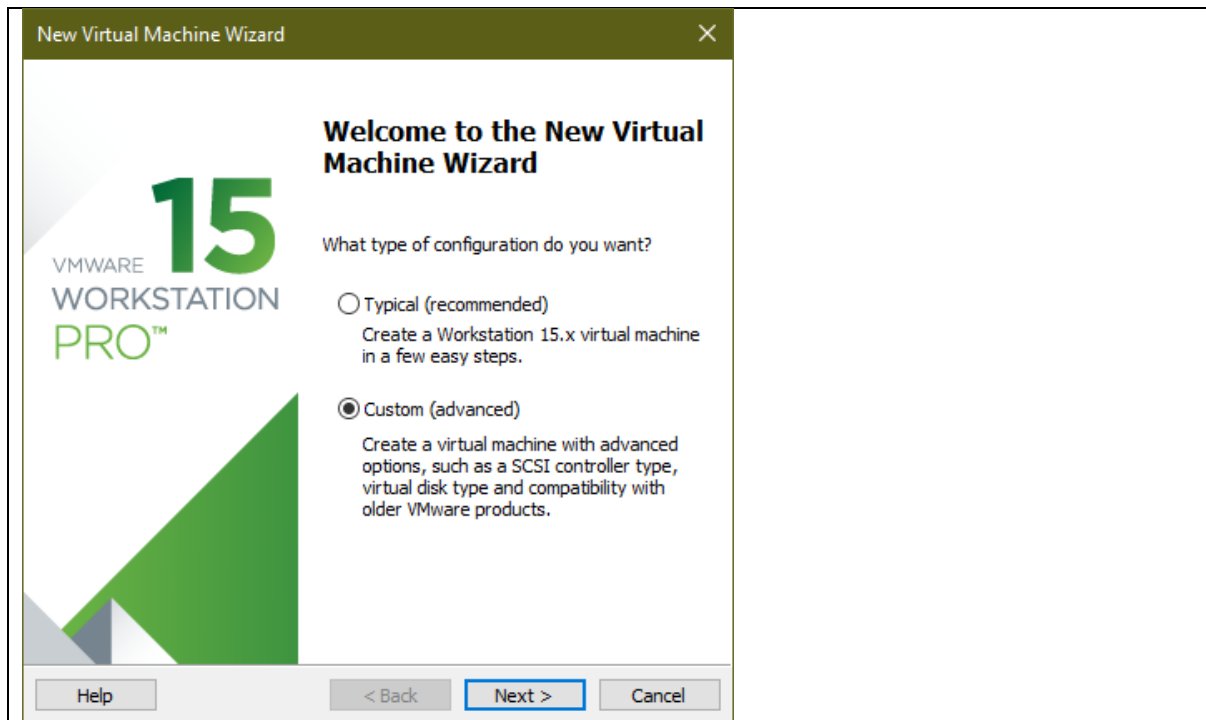 New Virtual Machine Wizard
Welcome to the New Virtual
Machine Wizard
15
VMWARE
WORKSTATION
PRO™
What type of configuration do you want?
Typical (recommended)
Create a Workstation 15.x virtual machine
in a few easy steps.
Custom (advanced)
Create a virtual machine with advanced
options, such as a SCSI controller type,
virtual disk type and compatibility with
older VMware products.
Help
< Back
Next >
Cancel